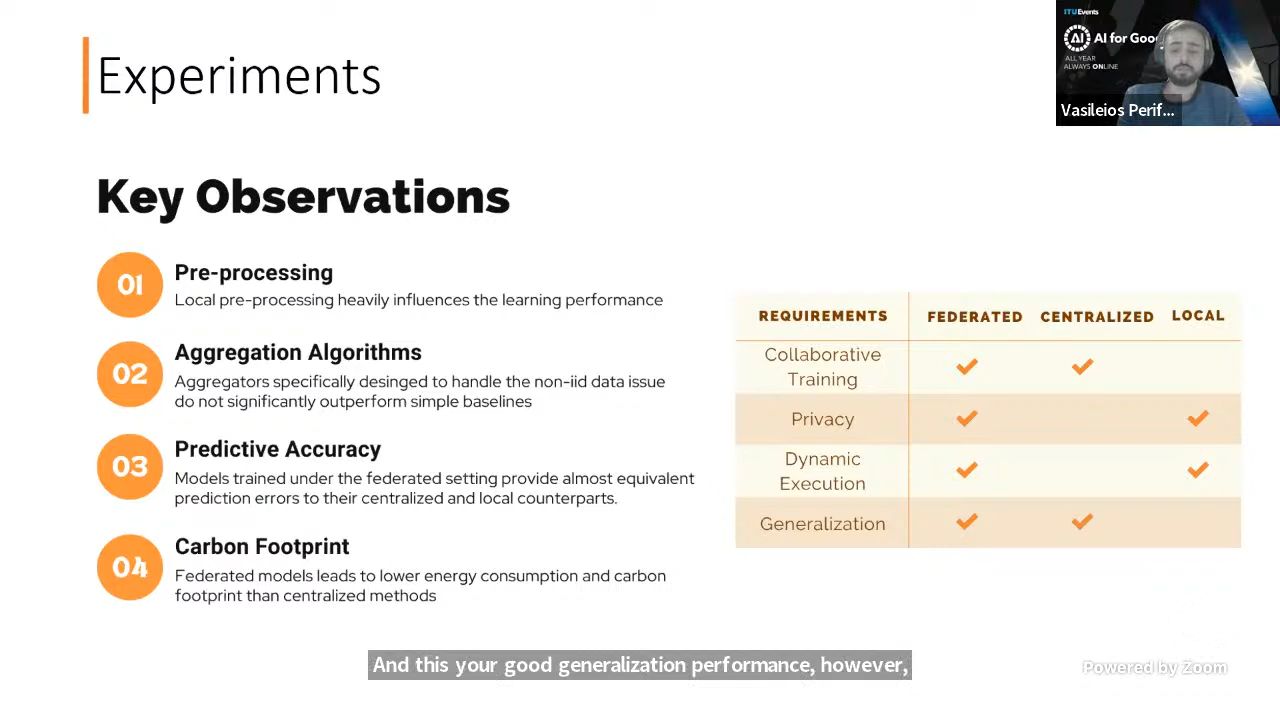 Experiments
ITUEvents
AI
AI for Goo
ALL YEAR
ALWAYS ONLINE
Vasileios Perif...
Key Observations
01
Pre-processing
Local pre-processing heavily influences the learning performance
02
Aggregation Algorithms
Aggregators specifically desinged to handle the non-iid data issue
do not significantly outperform simple baselines
03
Predictive Accuracy
Models trained under the federated setting provide almost equivalent
prediction errors to their centralized and local counterparts.
04
Carbon Footprint
Federated models leads to lower energy consumption and carbon
footprint than centralized methods
REQUIREMENTS FEDERATED CENTRALIZED LOCAL
Collaborative
Training
Privacy
Dynamic
Execution
Generalization
And this your good generalization performance, however,
Powered by Zoom